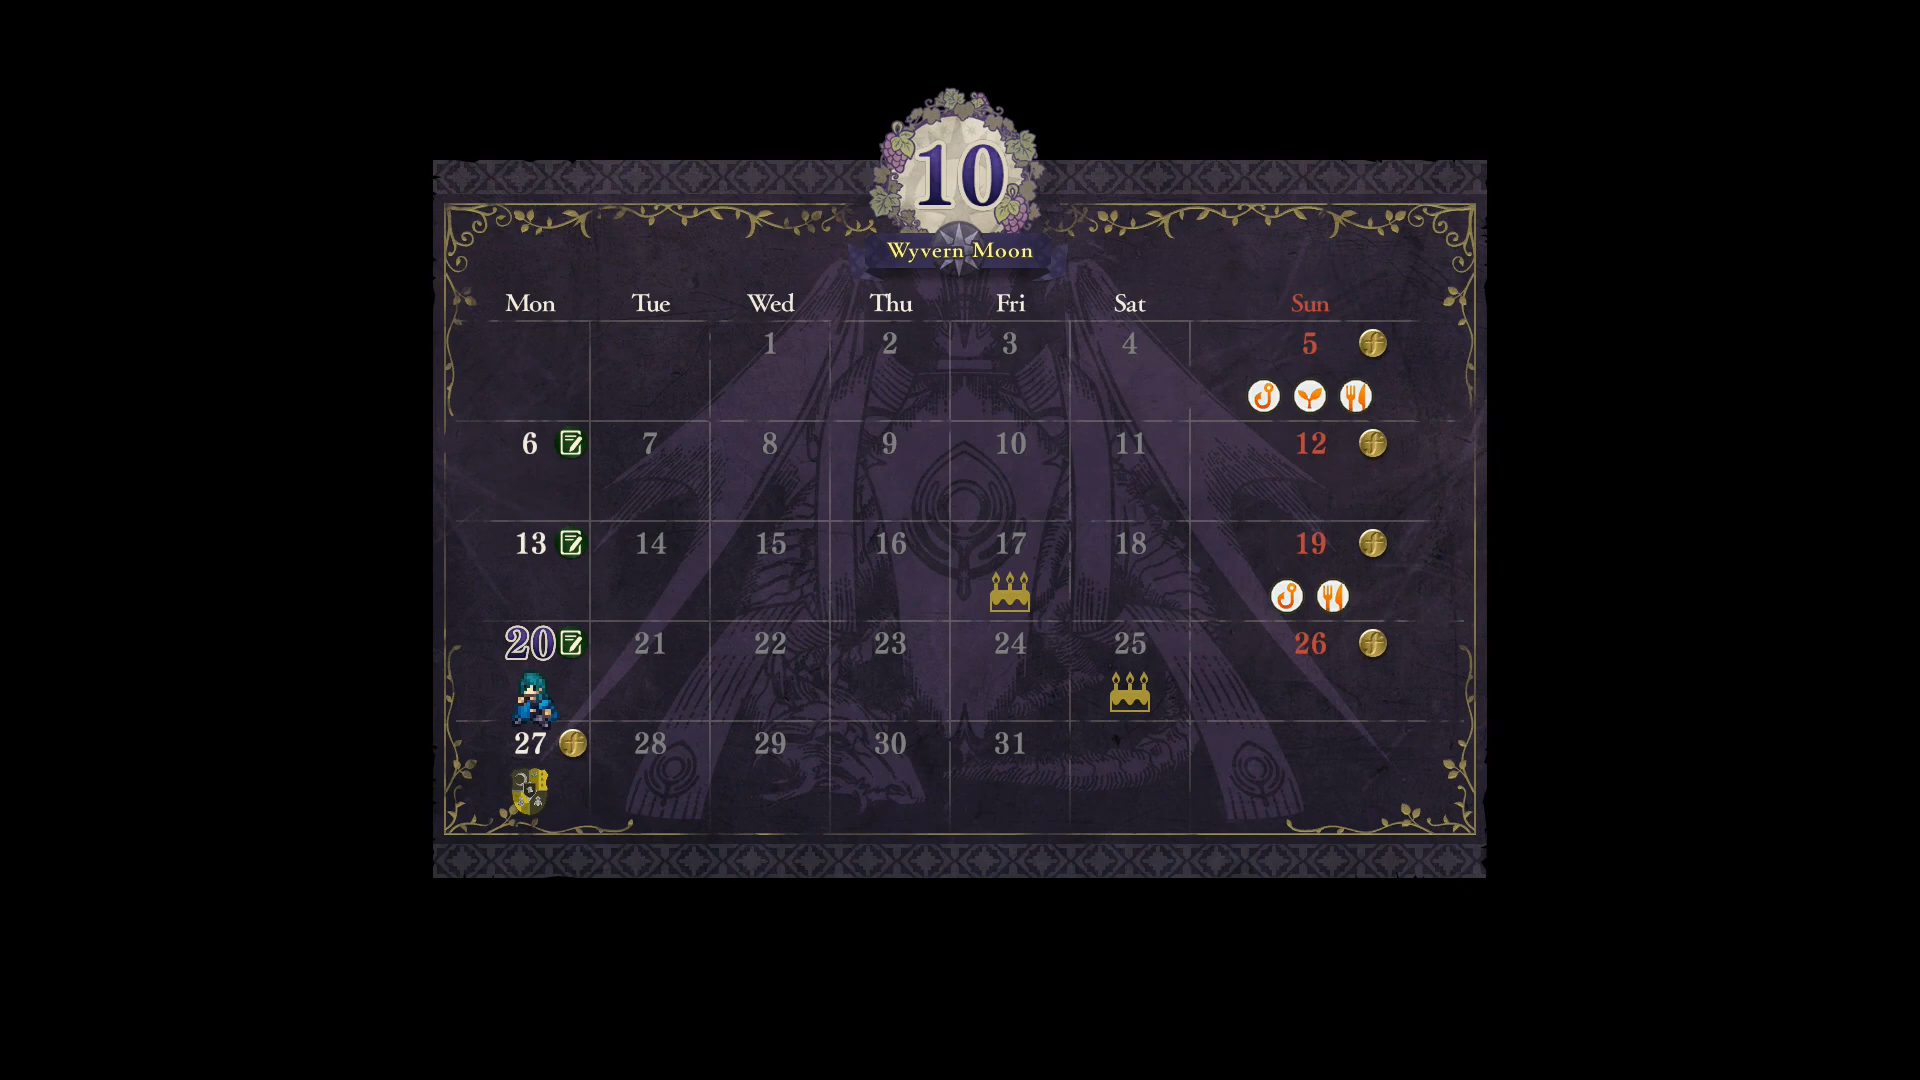 10
Wyvern Moon
Mon Tue Wed Thu Fri Sat Sun
1 2 3 4 5
6 7 8 9 10 11 12
13 14 15 16 17 18 19
20 21 22 23 24 25 26
27 28 29 30 31